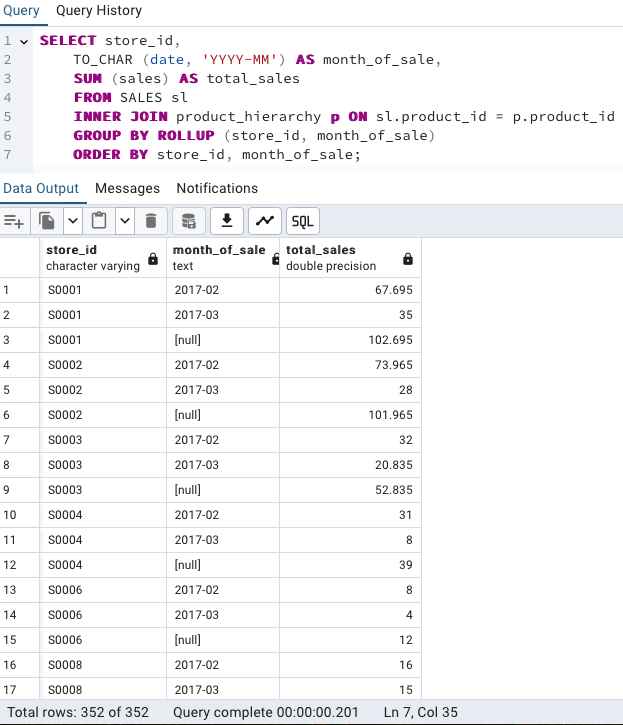 Query Query History
1 SELECT store_id,
2 TO_CHAR (date, 'YYYY-MM') AS month_of_sale,
3 SUM (sales) AS total_sales
4 FROM SALES sl
5 INNER JOIN product_hierarchy p ON sl.product_id = p.product_id
6 GROUP BY ROLLUP (store_id, month_of_sale)
7 ORDER BY store_id, month_of_sale;
Data Output Messages Notifications
SQL
store_id month_of_sale total_sales
character varying text double precision
1 S0001 2017-02 67.695
2 S0001 2017-03 35
3 S0001 [null] 102.695
4 S0002 2017-02 73.965
5 S0002 2017-03 28
6 S0002 [null] 101.965
7 S0003 2017-02 32
8 S0003 2017-03 20.835
9 S0003 [null] 52.835
10 S0004 2017-02 31
11 S0004 2017-03 8
12 S0004 [null] 39
13 S0006 2017-02 8
14 S0006 2017-03 4
15 S0006 [null] 12
16 S0008 2017-02 16
17 S0008 2017-03 15
Total rows: 352 of 352 Query complete 00:00:00.201 Ln 7, Col 35